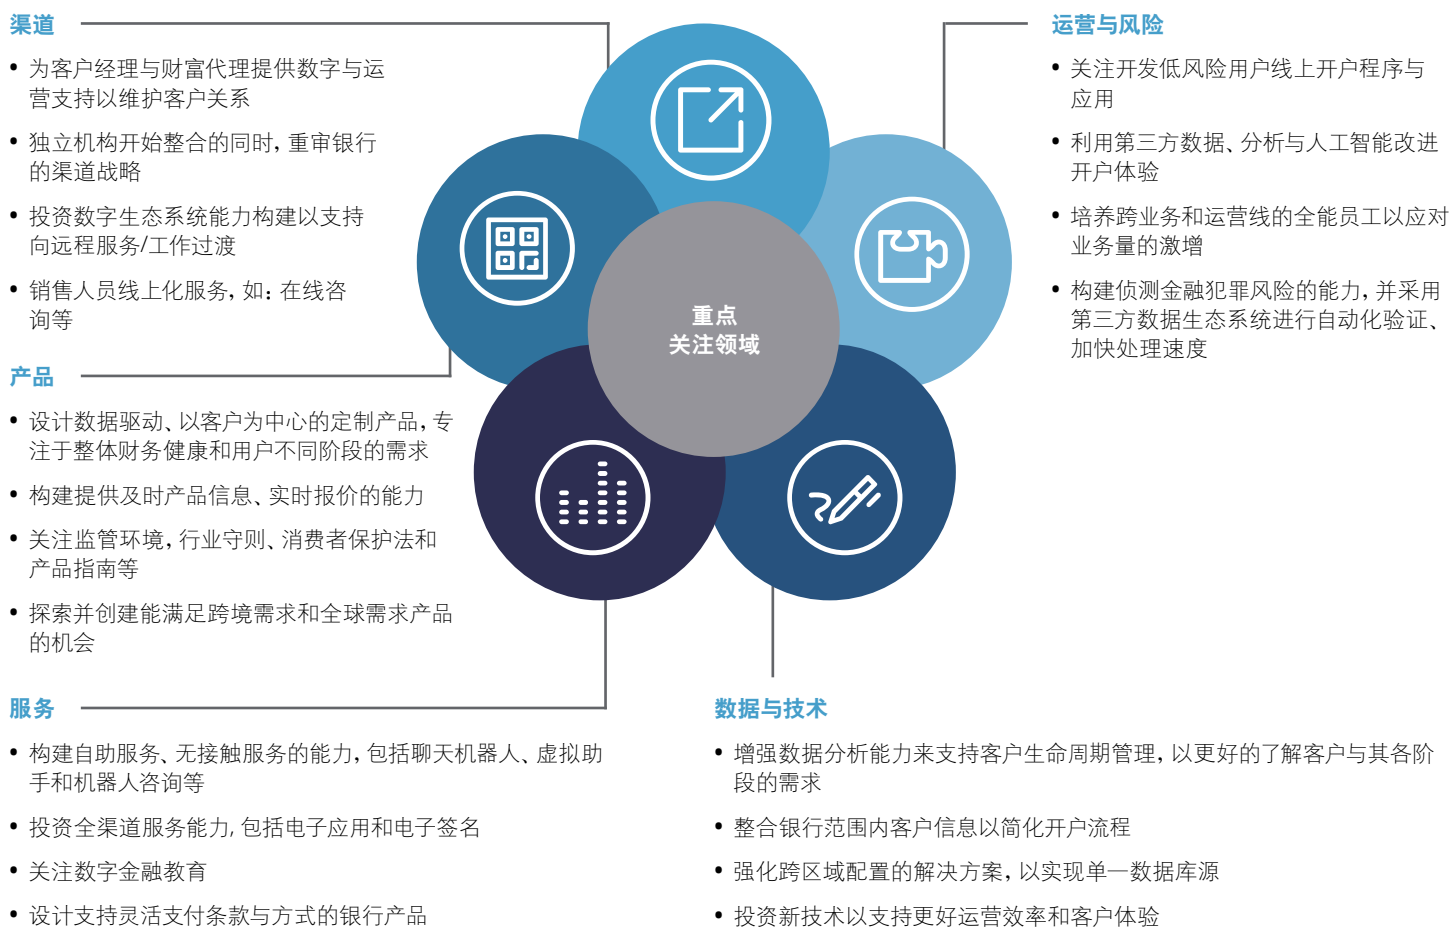 渠道
• 为客户经理与财富代理提供数字与运
营支持以维护客户关系
• 独立机构开始整合的同时，重审银行
的渠道战略
• 投资数字生态系统能力构建以支持
向远程服务/工作过渡
• 销售人员线上化服务，如：在线咨
询等
产品
• 设计数据驱动、以客户为中心的定制产品，专
注于整体财务健康和用户不同阶段的需求
• 构建提供及时产品信息、实时报价的能力
• 关注监管环境，行业守则、消费者保护法和
产品指南等
• 探索并创建能满足跨境需求和全球需求产品
的机会
服务
• 构建自助服务、无接触服务的能力，包括聊天机器人、虚拟助
手和机器人咨询等
• 投资全渠道服务能力, 包括电子应用和电子签名
• 关注数字金融教育
• 设计支持灵活支付条款与方式的银行产品
重点
关注领域
运营与风险
• 关注开发低风险用户线上开户程序与
应用
• 利用第三方数据、分析与人工智能改进
开户体验
• 培养跨业务和运营线的全能员工以应对
业务量的激增
• 构建侦测金融犯罪风险的能力，并采用
第三方数据生态系统进行自动化验证、
加快处理速度
数据与技术
• 增强数据分析能力来支持客户生命周期管理，以更好的了解客户与其各阶
段的需求
• 整合银行范围内客户信息以简化开户流程
• 强化跨区域配置的解决方案，以实现单一数据库源
• 投资新技术以支持更好运营效率和客户体验